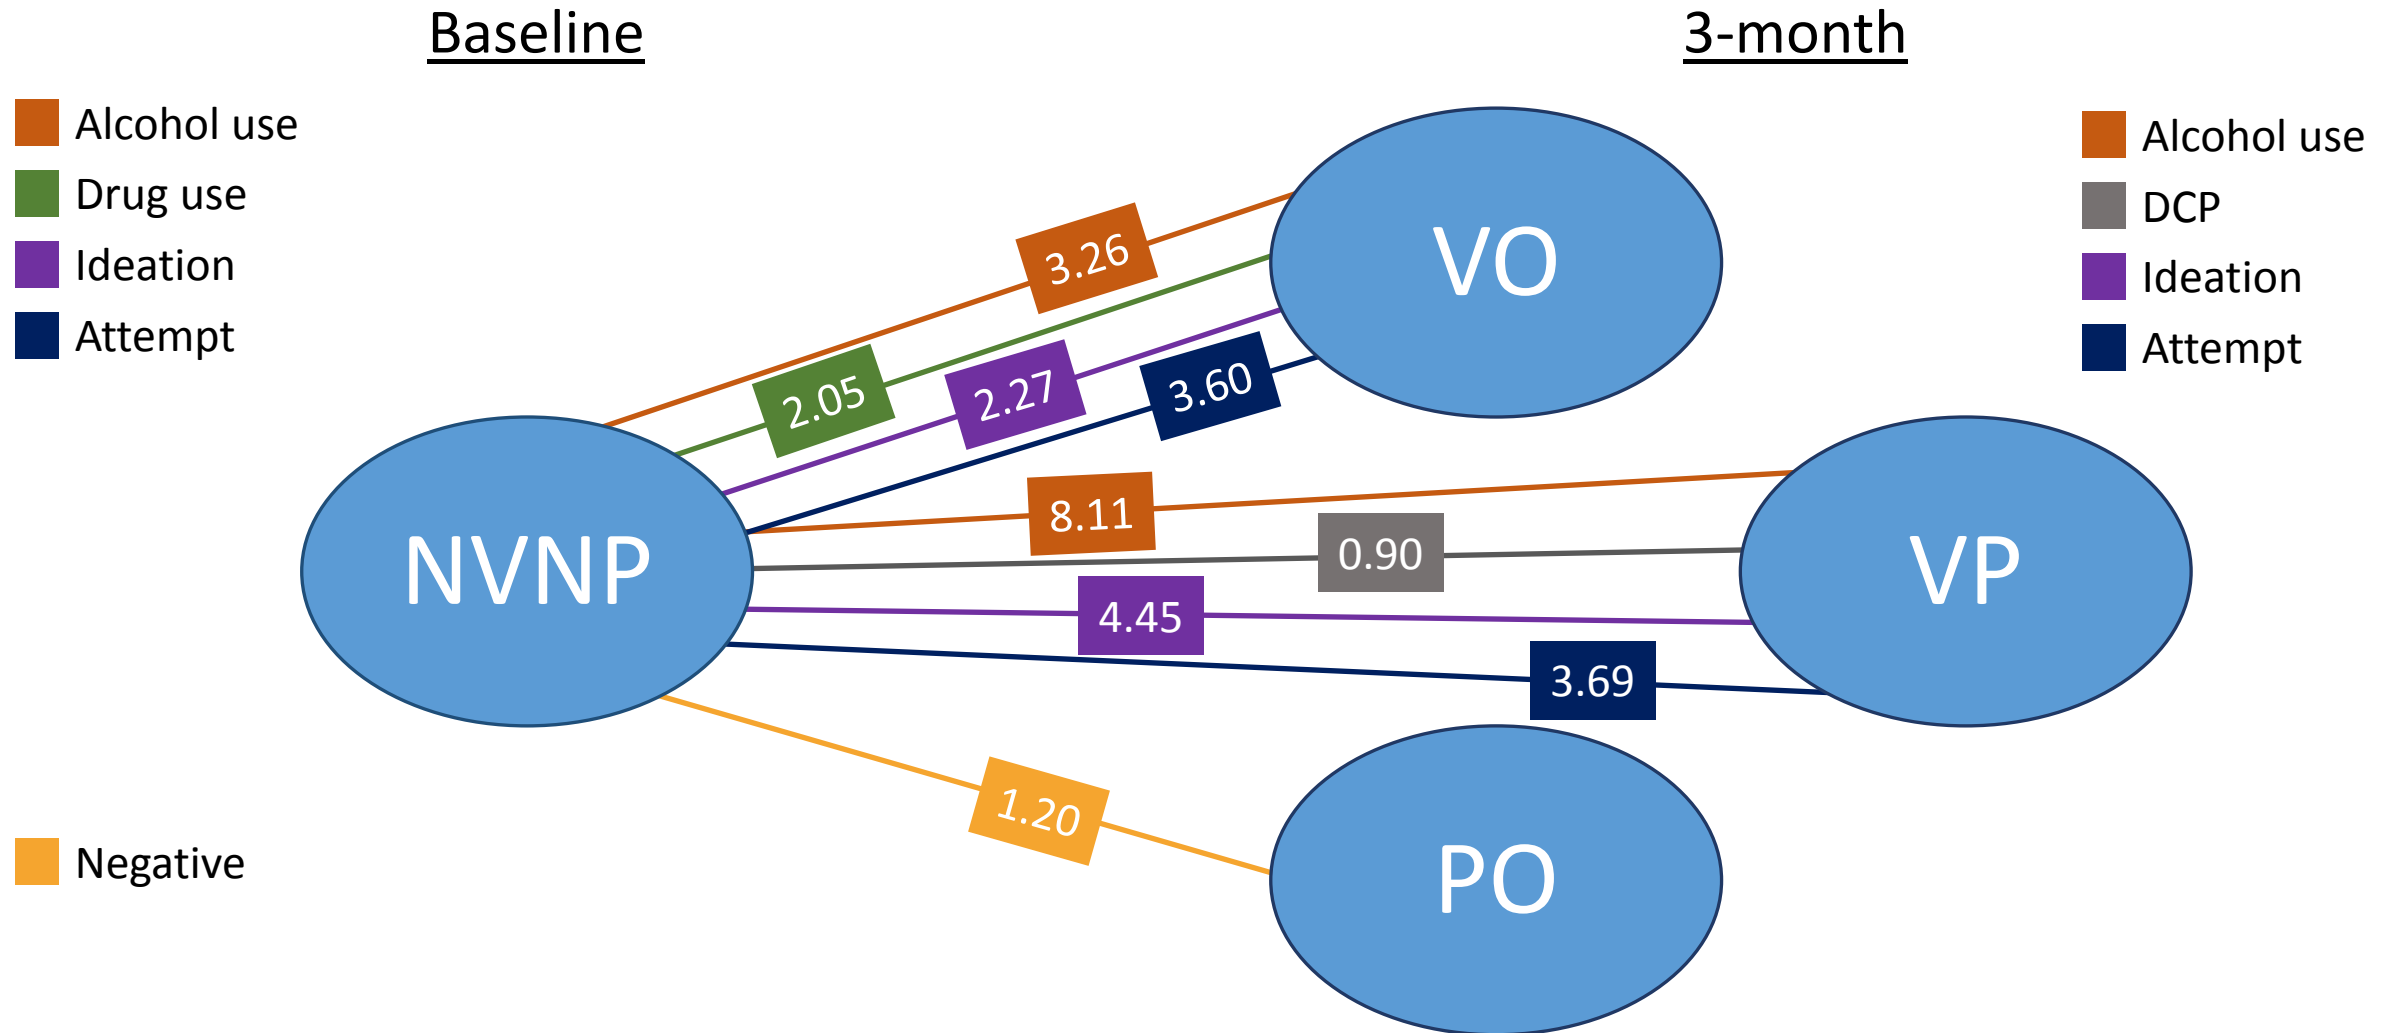 Baseline
3-month
Alcohol use
Drug use
Ideation
Attempt
Negative
Alcohol use
DCP
Ideation
Attempt
NVNP
VO
VP
PO
3.26
2.05
2.27
3.60
8.11
0.90
4.45
3.69
1.20